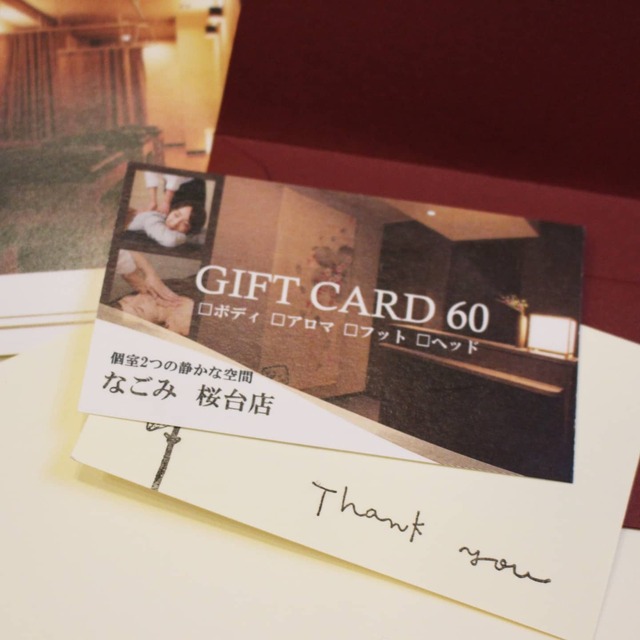 GIFT CARD 60
□ボディ □アロマ □フット □ヘッド
個室2つの静かな空間
なごみ 桜台店
Thank you